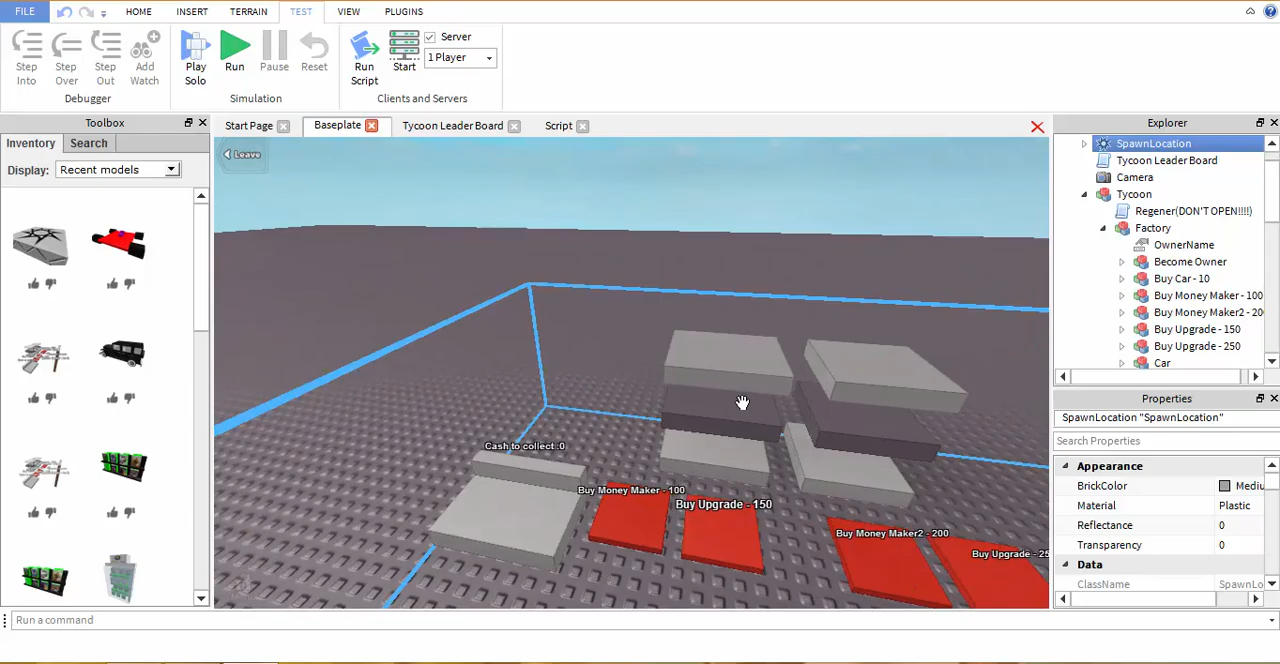 FILE HOME INSERT TERRAIN TEST VIEW PLUGINS
Step Into
Step Over
Step Out
Add Watch
Debugger
Play Solo
Run
Pause
Reset
Simulation
Run Script
Start
Server
1 Player
Clients and Servers
Toolbox
Inventory Search
Display: Recent models
Start Page Baseplate Tycoon Leader Board Script
Leave
Cash to collect :0
Buy Money Maker - 100
Buy Upgrade - 150
Buy Money Maker2 - 200
Buy Upgrade - 25
Explorer
SpawnLocation
Tycoon Leader Board
Camera
Tycoon
Regener(DON'T OPEN!!!!)
Factory
OwnerName
Become Owner
Buy Car - 10
Buy Money Maker - 100
Buy Money Maker2 - 20
Buy Upgrade - 150
Buy Upgrade - 250
Car
Properties
SpawnLocation "SpawnLocation"
Search Properties
Appearance
BrickColor Mediu
Material Plastic
Reflectance 0
Transparency 0
Data
ClassName SpawnLo
Run a command